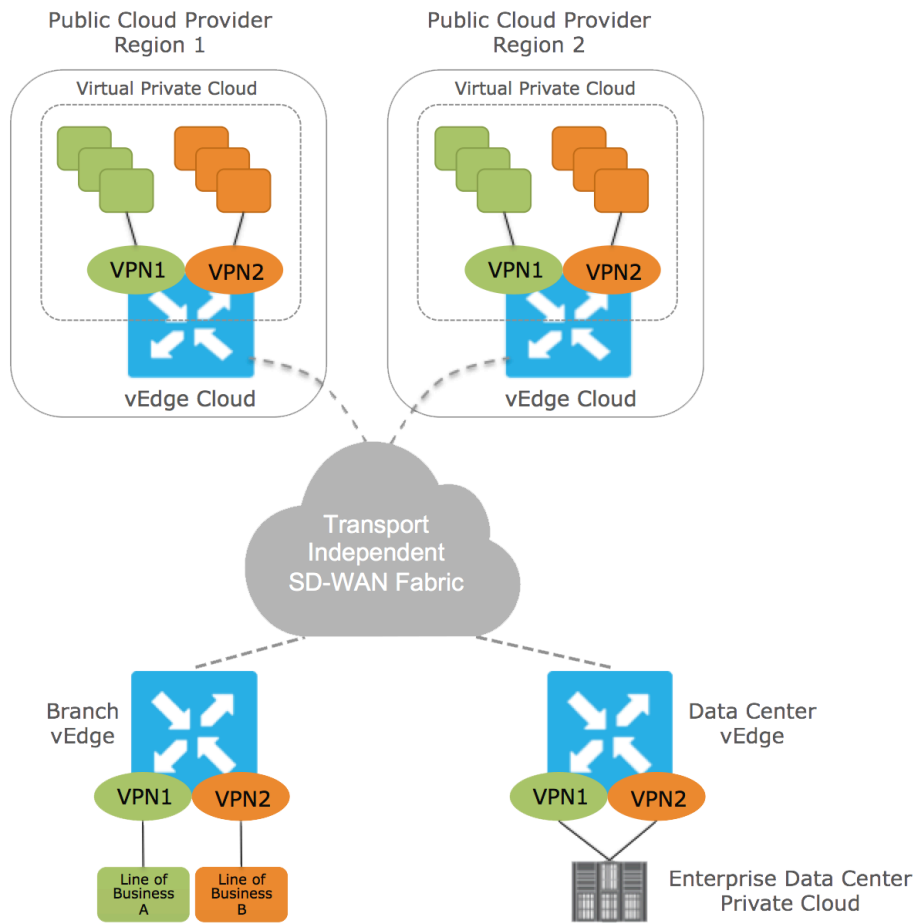 Public Cloud Provider
Region 1
Public Cloud Provider
Region 2
Virtual Private Cloud
Virtual Private Cloud
VPN1
VPN2
VPN1
VPN2
vEdge Cloud
vEdge Cloud
Transport
Independent
SD-WAN Fabric
Branch
vEdge
Data Center
vEdge
VPN1
VPN2
VPN1
VPN2
Line of
Business
A
Line of
Business
B
Enterprise Data Center
Private Cloud